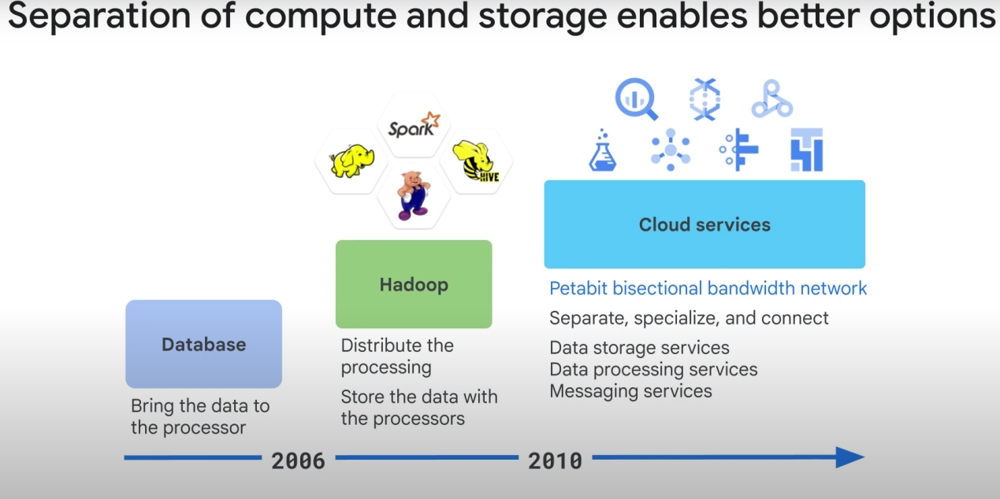 Separation of compute and storage enables better options
Spark
HIVE
Cloud services
Hadoop
Database
Petabit bisectional bandwidth network
Separate, specialize, and connect
Data storage services
Data processing services
Messaging services
Distribute the
processing
Store the data with
the processors
Bring the data to
the processor
2006
2010